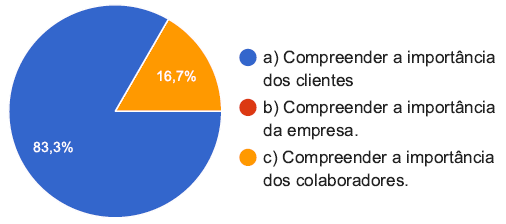 16,7%
83,3%
a) Compreender a importância
dos clientes
b) Compreender a importância
da empresa.
c) Compreender a importância
dos colaboradores.